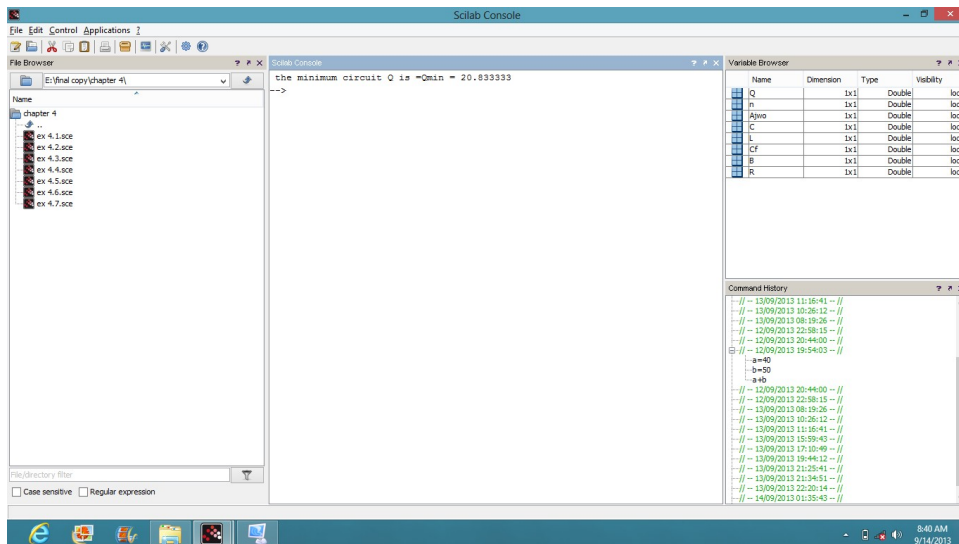 Scilab Console
File Edit Control Applications ?
File Browser
E:\final copy\chapter 4\
Name
chapter 4
..
ex 4.1.sce
ex 4.2.sce
ex 4.3.sce
ex 4.4.sce
ex 4.5.sce
ex 4.6.sce
ex 4.7.sce
File/directory filter
Case sensitive Regular expression
Scilab Console
the minimum circuit Q is =Qmin = 20.833333
-->
Variable Browser
Name Dimension Type Visibility
Q 1x1 Double loc
n 1x1 Double loc
Ajwo 1x1 Double loc
C 1x1 Double loc
L 1x1 Double loc
Cf 1x1 Double loc
B 1x1 Double loc
R 1x1 Double loc
Command History
// -- 13/09/2013 11:16:41 -- //
// -- 13/09/2013 10:26:12 -- //
// -- 13/09/2013 08:19:26 -- //
// -- 12/09/2013 22:58:15 -- //
// -- 12/09/2013 20:44:00 -- //
// -- 12/09/2013 19:54:03 -- //
a=40
b=50
a+b
// -- 12/09/2013 20:44:00 -- //
// -- 12/09/2013 22:58:15 -- //
// -- 13/09/2013 08:19:26 -- //
// -- 13/09/2013 10:26:12 -- //
// -- 13/09/2013 11:16:41 -- //
// -- 13/09/2013 15:59:43 -- //
// -- 13/09/2013 17:10:49 -- //
// -- 13/09/2013 19:44:12 -- //
// -- 13/09/2013 21:25:41 -- //
// -- 13/09/2013 21:34:51 -- //
// -- 13/09/2013 22:20:14 -- //
// -- 14/09/2013 01:35:43 -- //
8:40 AM
9/14/2013